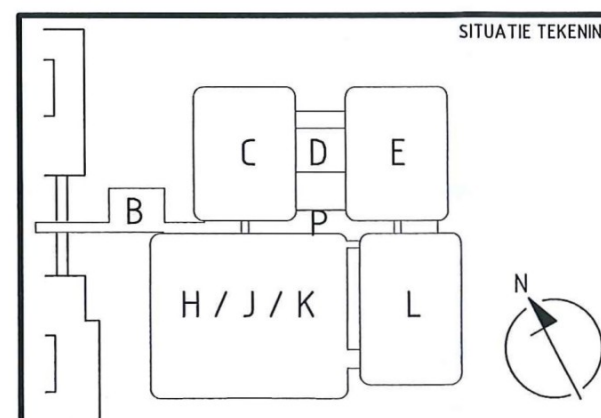 SITUATIE TEKENIN
C D E
B
P
H / J / K L
N